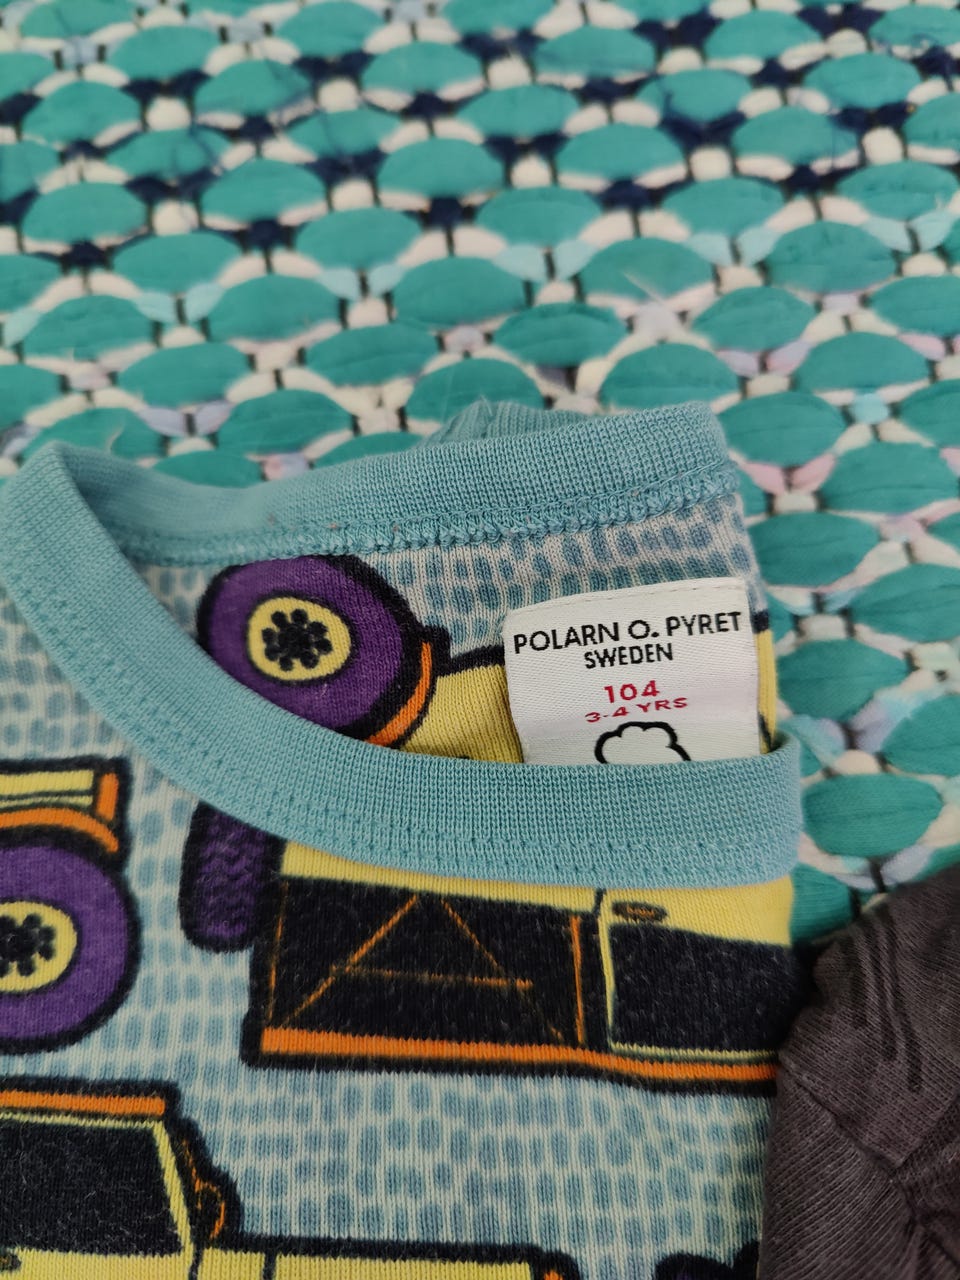 POLARN O. PYRET
SWEDEN
104
3-4 YRS